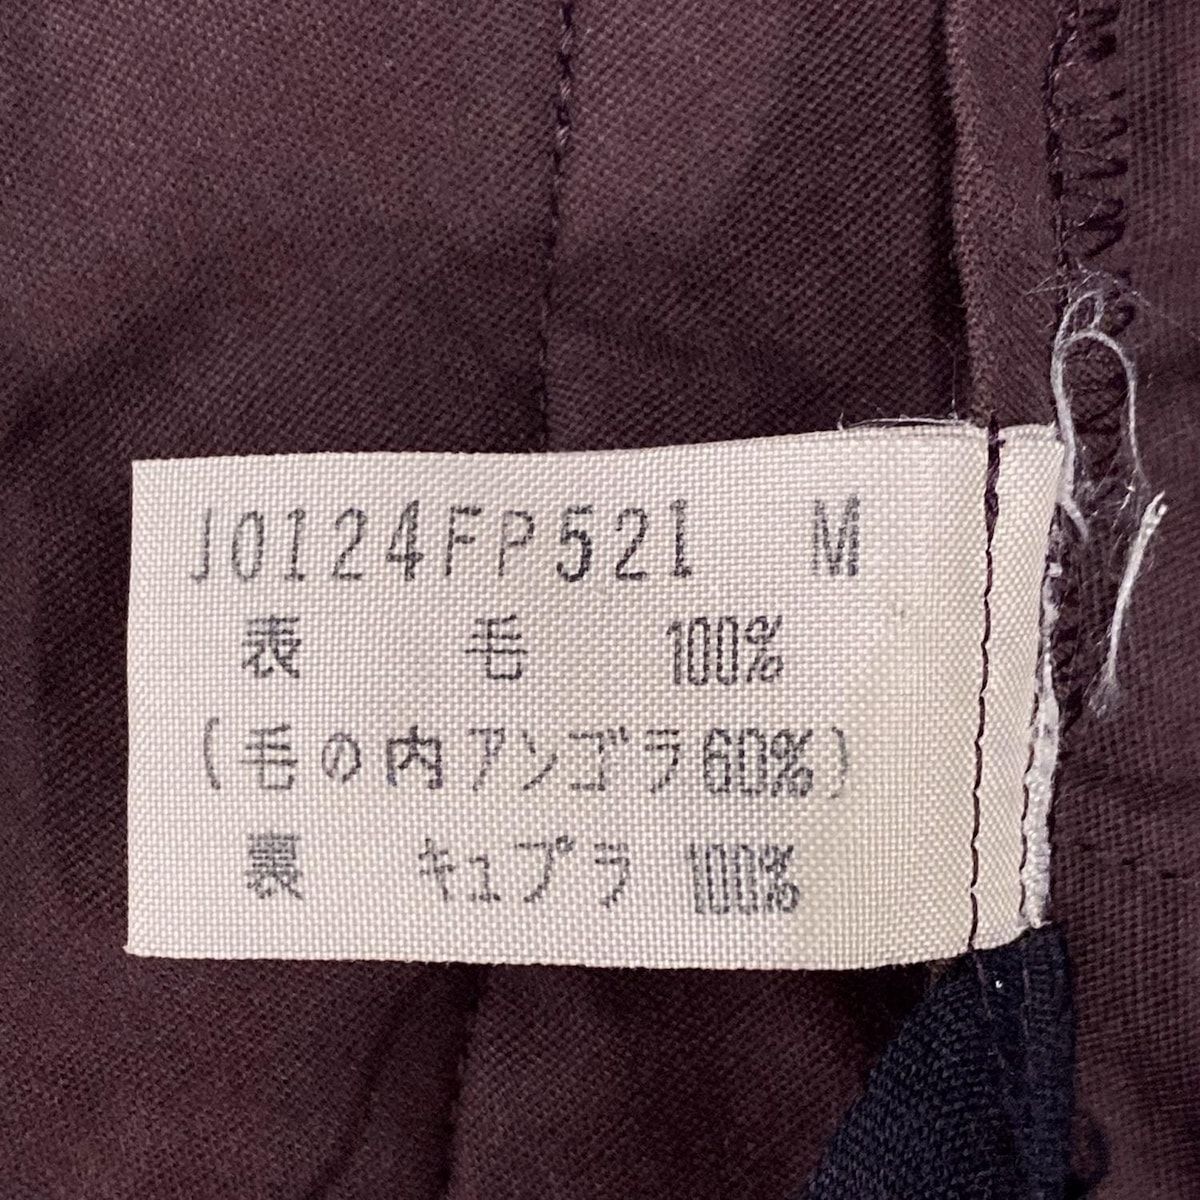 J0124FP521 M
表 毛 100%
(毛の内アンゴラ60%)
裏 キュプラ 100%